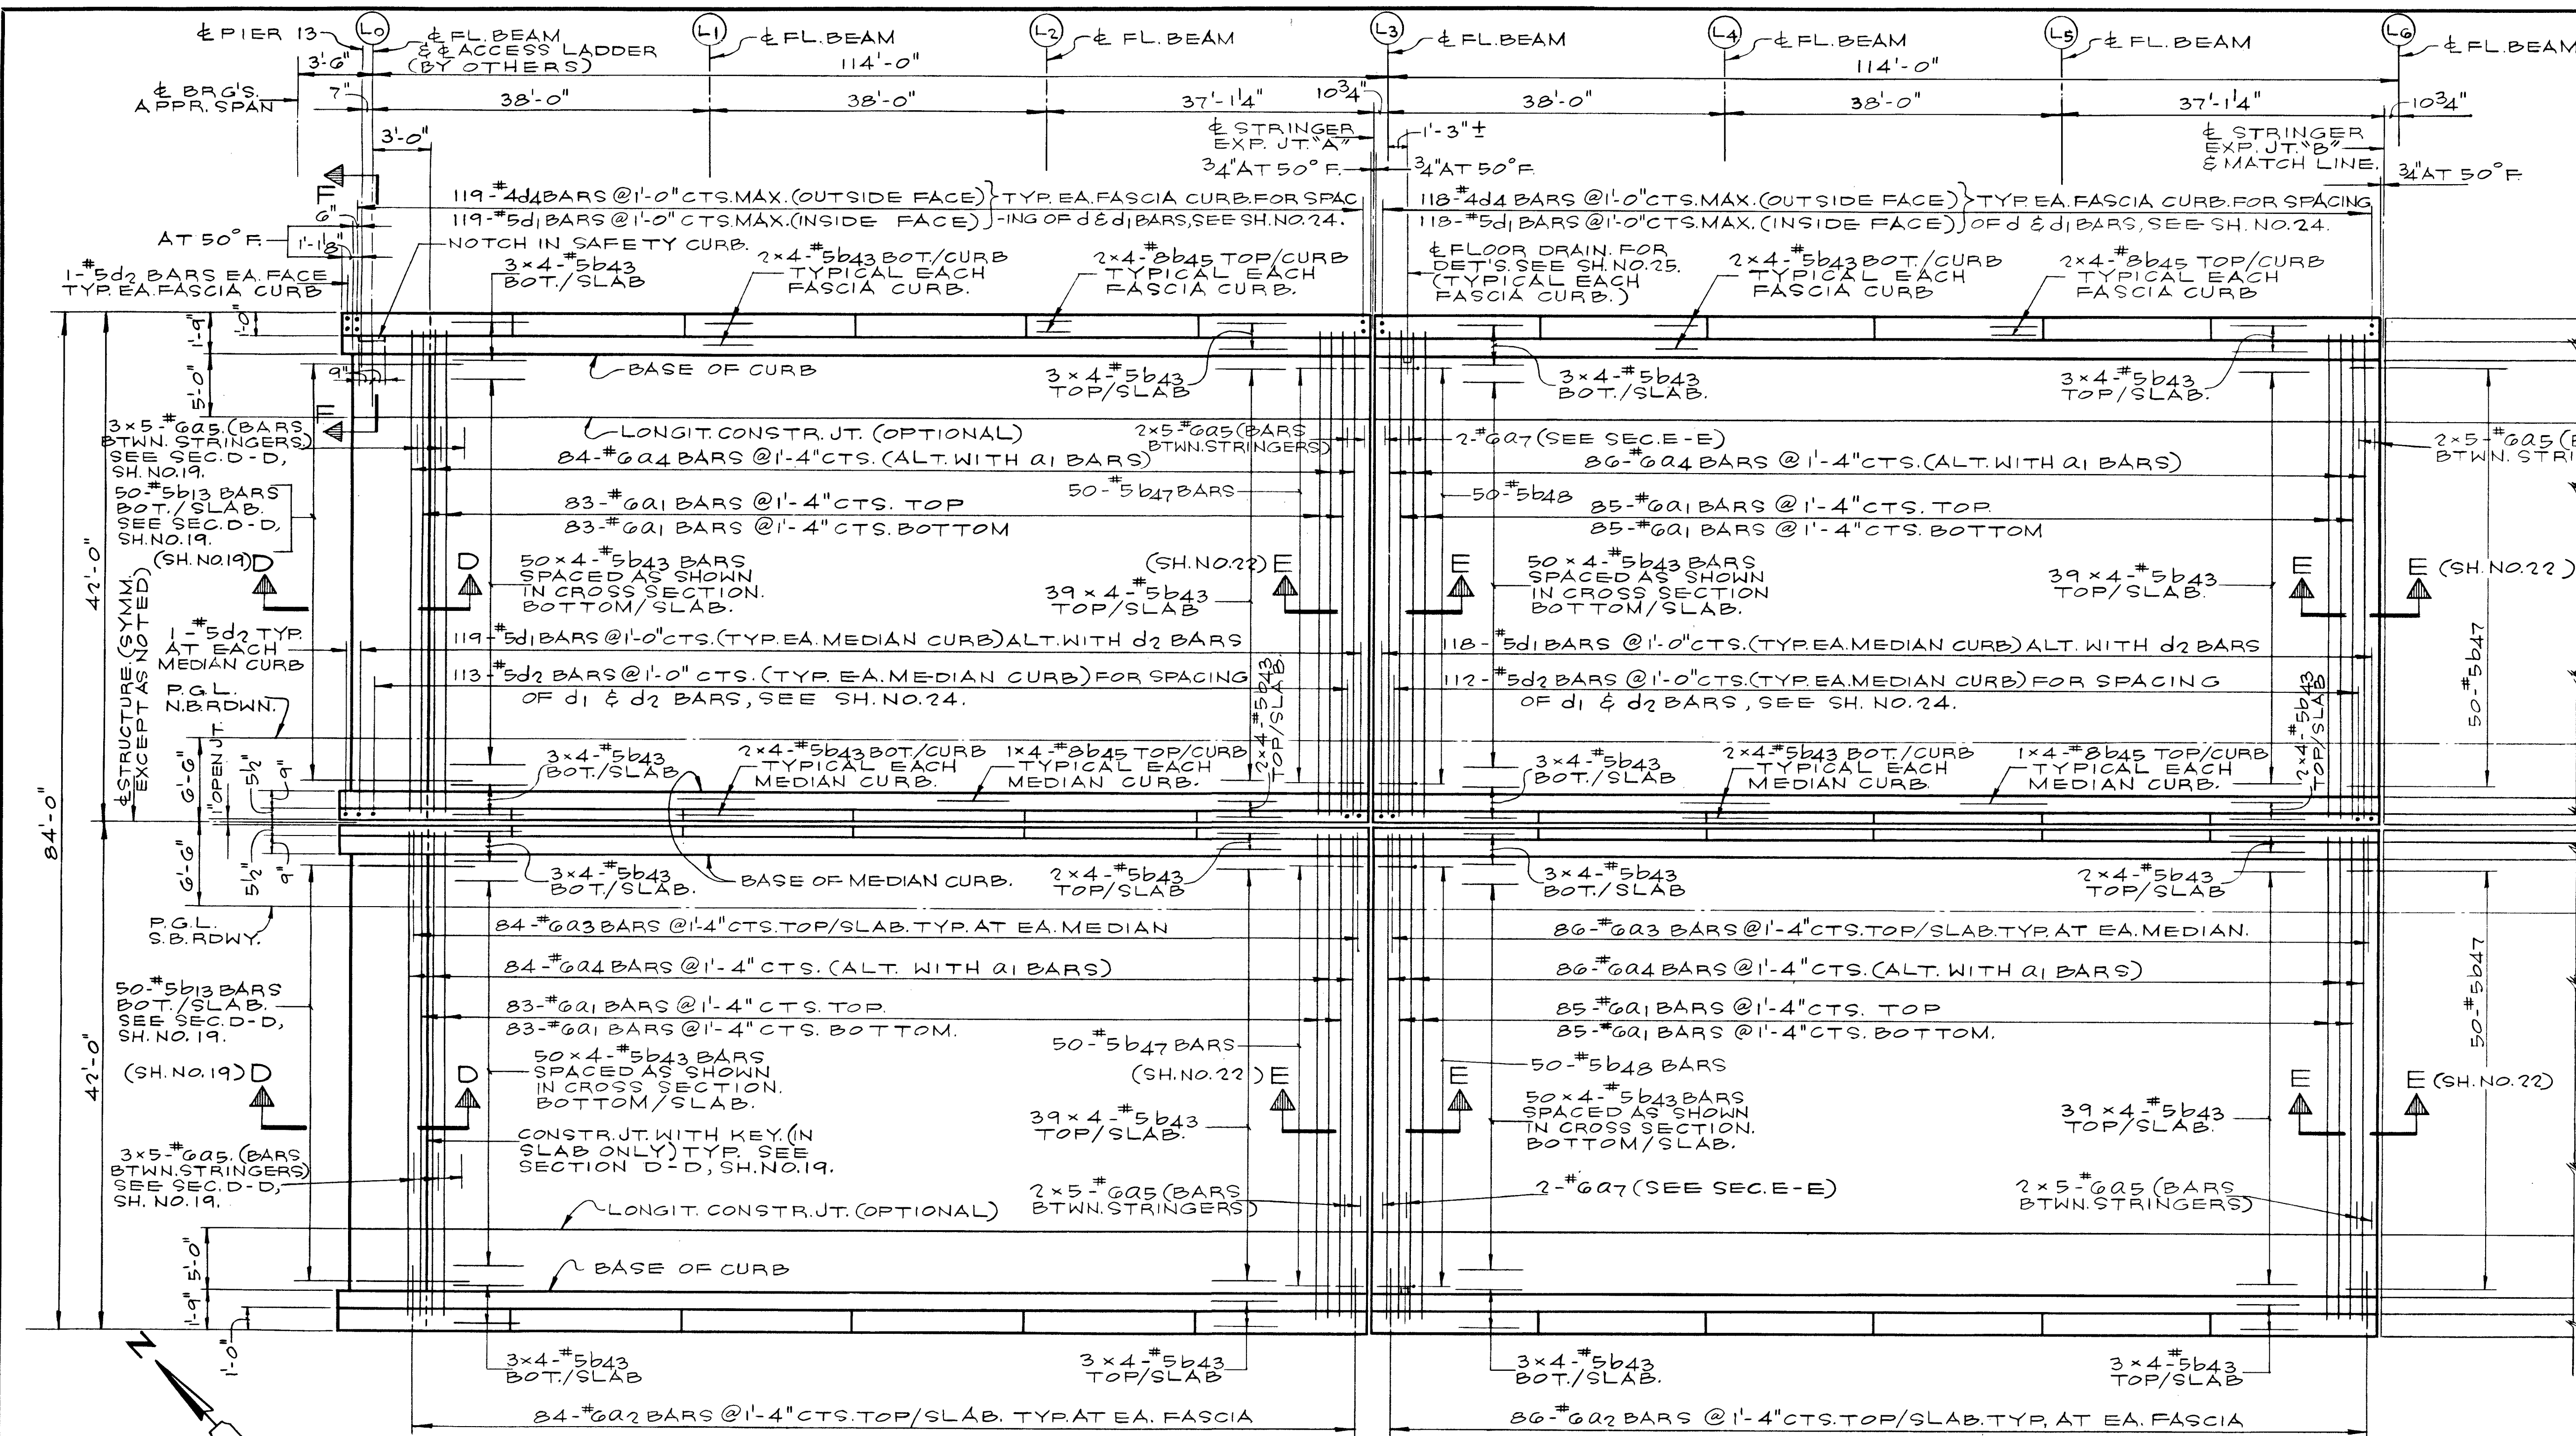 ℄ PIER 13
L0
℄ FL. BEAM
& ℄ ACCESS LADDER
(BY OTHERS)
L1
℄ FL. BEAM
L2
℄ FL. BEAM
L3
℄ FL. BEAM
L4
℄ FL. BEAM
L5
℄ FL. BEAM
L6
℄ FL. BEAM
3'-6"
114'-0"
114'-0"
℄ BRG'S.
APPR. SPAN
7"
38'-0"
38'-0"
37'-1¼"
10¾"
38'-0"
38'-0"
37'-1¼"
10¾"
3'-0"
℄ STRINGER
EXP. JT. "A"
1'-3"±
¾" AT 50° F.
¾" AT 50° F.
℄ STRINGER
EXP. JT. "B"
& MATCH LINE.
¾" AT 50° F.
F
119-#4d4 BARS @ 1'-0" CTS. MAX. (OUTSIDE FACE) } TYP. EA. FASCIA CURB. FOR SPAC
119-#5d1 BARS @ 1'-0" CTS. MAX. (INSIDE FACE) } -ING OF d & d1 BARS, SEE SH. NO. 24.
118-#4d4 BARS @ 1'-0" CTS. MAX. (OUTSIDE FACE) } TYP. EA. FASCIA CURB. FOR SPACING
118-#5d1 BARS @ 1'-0" CTS. MAX. (INSIDE FACE) } OF d & d1 BARS, SEE SH. NO. 24.
6"
AT 50° F.
1'-1⅛"
NOTCH IN SAFETY CURB.
1-#5d2 BARS EA. FACE
TYP. EA. FASCIA CURB
3×4-#5b43
BOT./SLAB
2×4-#5b43 BOT./CURB
TYPICAL EACH
FASCIA CURB.
2×4-#8b45 TOP/CURB
TYPICAL EACH
FASCIA CURB.
℄ FLOOR DRAIN. FOR
DET'S. SEE SH. NO. 25.
(TYPICAL EACH
FASCIA CURB.)
2×4-#5b43 BOT./CURB
TYPICAL EACH
FASCIA CURB
2×4-#8b45 TOP/CURB
TYPICAL EACH
FASCIA CURB
1'-9"
1'-0"
5'-0"
9"
BASE OF CURB
3×4-#5b43
TOP/SLAB
3×4-#5b43
BOT./SLAB.
3×4-#5b43
TOP/SLAB.
F
3×5-#6a5. (BARS
BTWN. STRINGERS)
SEE SEC. D-D,
SH. NO. 19.
LONGIT. CONSTR. JT. (OPTIONAL)
2×5-#6a5 (BARS
BTWN. STRINGERS)
2-#6a7 (SEE SEC. E-E)
2×5-#6a5 (B
BTWN. STRI
84-#6a4 BARS @ 1'-4" CTS. (ALT. WITH a1 BARS)
86-#6a4 BARS @ 1'-4" CTS. (ALT. WITH a1 BARS)
50-#5b13 BARS
BOT./SLAB.
SEE SEC. D-D,
SH. NO. 19.
50-#5b47 BARS
50-#5b48
83-#6a1 BARS @ 1'-4" CTS. TOP
83-#6a1 BARS @ 1'-4" CTS. BOTTOM
85-#6a1 BARS @ 1'-4" CTS. TOP.
85-#6a1 BARS @ 1'-4" CTS. BOTTOM
(SH. NO. 19) D
D
50×4-#5b43 BARS
SPACED AS SHOWN
IN CROSS SECTION.
BOTTOM/SLAB.
(SH. NO. 22) E
39×4-#5b43
TOP/SLAB
E
50×4-#5b43 BARS
SPACED AS SHOWN
IN CROSS SECTION
BOTTOM/SLAB.
39×4-#5b43
TOP/SLAB.
E
E (SH. NO. 22)
84'-0"
42'-0"
℄ STRUCTURE. (SYMM.
EXCEPT AS NOTED)
1-#5d2 TYP.
AT EACH
MEDIAN CURB
119-#5d1 BARS @ 1'-0" CTS. (TYP. EA. MEDIAN CURB) ALT. WITH d2 BARS
118-#5d1 BARS @ 1'-0" CTS. (TYP. EA. MEDIAN CURB) ALT. WITH d2 BARS
113-#5d2 BARS @ 1'-0" CTS. (TYP. EA. MEDIAN CURB) FOR SPACING
OF d1 & d2 BARS, SEE SH. NO. 24.
112-#5d2 BARS @ 1'-0" CTS. (TYP. EA. MEDIAN CURB) FOR SPACING
OF d1 & d2 BARS, SEE SH. NO. 24.
2×4-#5b43
TOP/SLAB.
2×4-#5b43
TOP/SLAB
50-#5b47
P.G.L.
N.B. RDWN.
6'-6"
1" OPEN JT.
5½"
9"
3×4-#5b43
BOT./SLAB
2×4-#5b43 BOT./CURB
TYPICAL EACH
MEDIAN CURB.
1×4-#8b45 TOP/CURB
TYPICAL EACH
MEDIAN CURB.
3×4-#5b43
BOT./SLAB
2×4-#5b43 BOT./CURB
TYPICAL EACH
MEDIAN CURB.
1×4-#8b45 TOP/CURB
TYPICAL EACH
MEDIAN CURB.
6'-6"
5½"
9"
3×4-#5b43
BOT./SLAB.
BASE OF MEDIAN CURB.
2×4-#5b43
TOP/SLAB
3×4-#5b43
BOT./SLAB
2×4-#5b43
TOP/SLAB
P.G.L.
S.B. RDWY.
84-#6a3 BARS @ 1'-4" CTS. TOP/SLAB. TYP. AT EA. MEDIAN
86-#6a3 BARS @ 1'-4" CTS. TOP/SLAB. TYP. AT EA. MEDIAN.
84-#6a4 BARS @ 1'-4" CTS. (ALT. WITH a1 BARS)
86-#6a4 BARS @ 1'-4" CTS. (ALT. WITH a1 BARS)
50-#5b47
50-#5b13 BARS
BOT./SLAB.
SEE SEC. D-D,
SH. NO. 19.
83-#6a1 BARS @ 1'-4" CTS. TOP.
83-#6a1 BARS @ 1'-4" CTS. BOTTOM.
85-#6a1 BARS @ 1'-4" CTS. TOP
85-#6a1 BARS @ 1'-4" CTS. BOTTOM.
42'-0"
50-#5b47 BARS
50-#5b48 BARS
(SH. NO. 19) D
D
50×4-#5b43 BARS
SPACED AS SHOWN
IN CROSS SECTION.
BOTTOM/SLAB.
(SH. NO. 22) E
39×4-#5b43
TOP/SLAB.
E
50×4-#5b43 BARS
SPACED AS SHOWN
IN CROSS SECTION.
BOTTOM/SLAB.
39×4-#5b43
TOP/SLAB.
E
E (SH. NO. 22)
CONSTR. JT. WITH KEY. (IN
SLAB ONLY) TYP. SEE
SECTION D-D, SH. NO. 19.
3×5-#6a5. (BARS
BTWN. STRINGERS)
SEE SEC. D-D,
SH. NO. 19.
2×5-#6a5 (BARS
BTWN. STRINGERS)
2-#6a7 (SEE SEC. E-E)
2×5-#6a5 (BARS
BTWN. STRINGERS)
LONGIT. CONSTR. JT. (OPTIONAL)
5'-0"
BASE OF CURB
1'-9"
1'-0"
N
3×4-#5b43
BOT./SLAB
3×4-#5b43
TOP/SLAB
3×4-#5b43
BOT./SLAB.
3×4-#5b43
TOP/SLAB
84-#6a2 BARS @ 1'-4" CTS. TOP/SLAB. TYP. AT EA. FASCIA
86-#6a2 BARS @ 1'-4" CTS. TOP/SLAB. TYP. AT EA. FASCIA